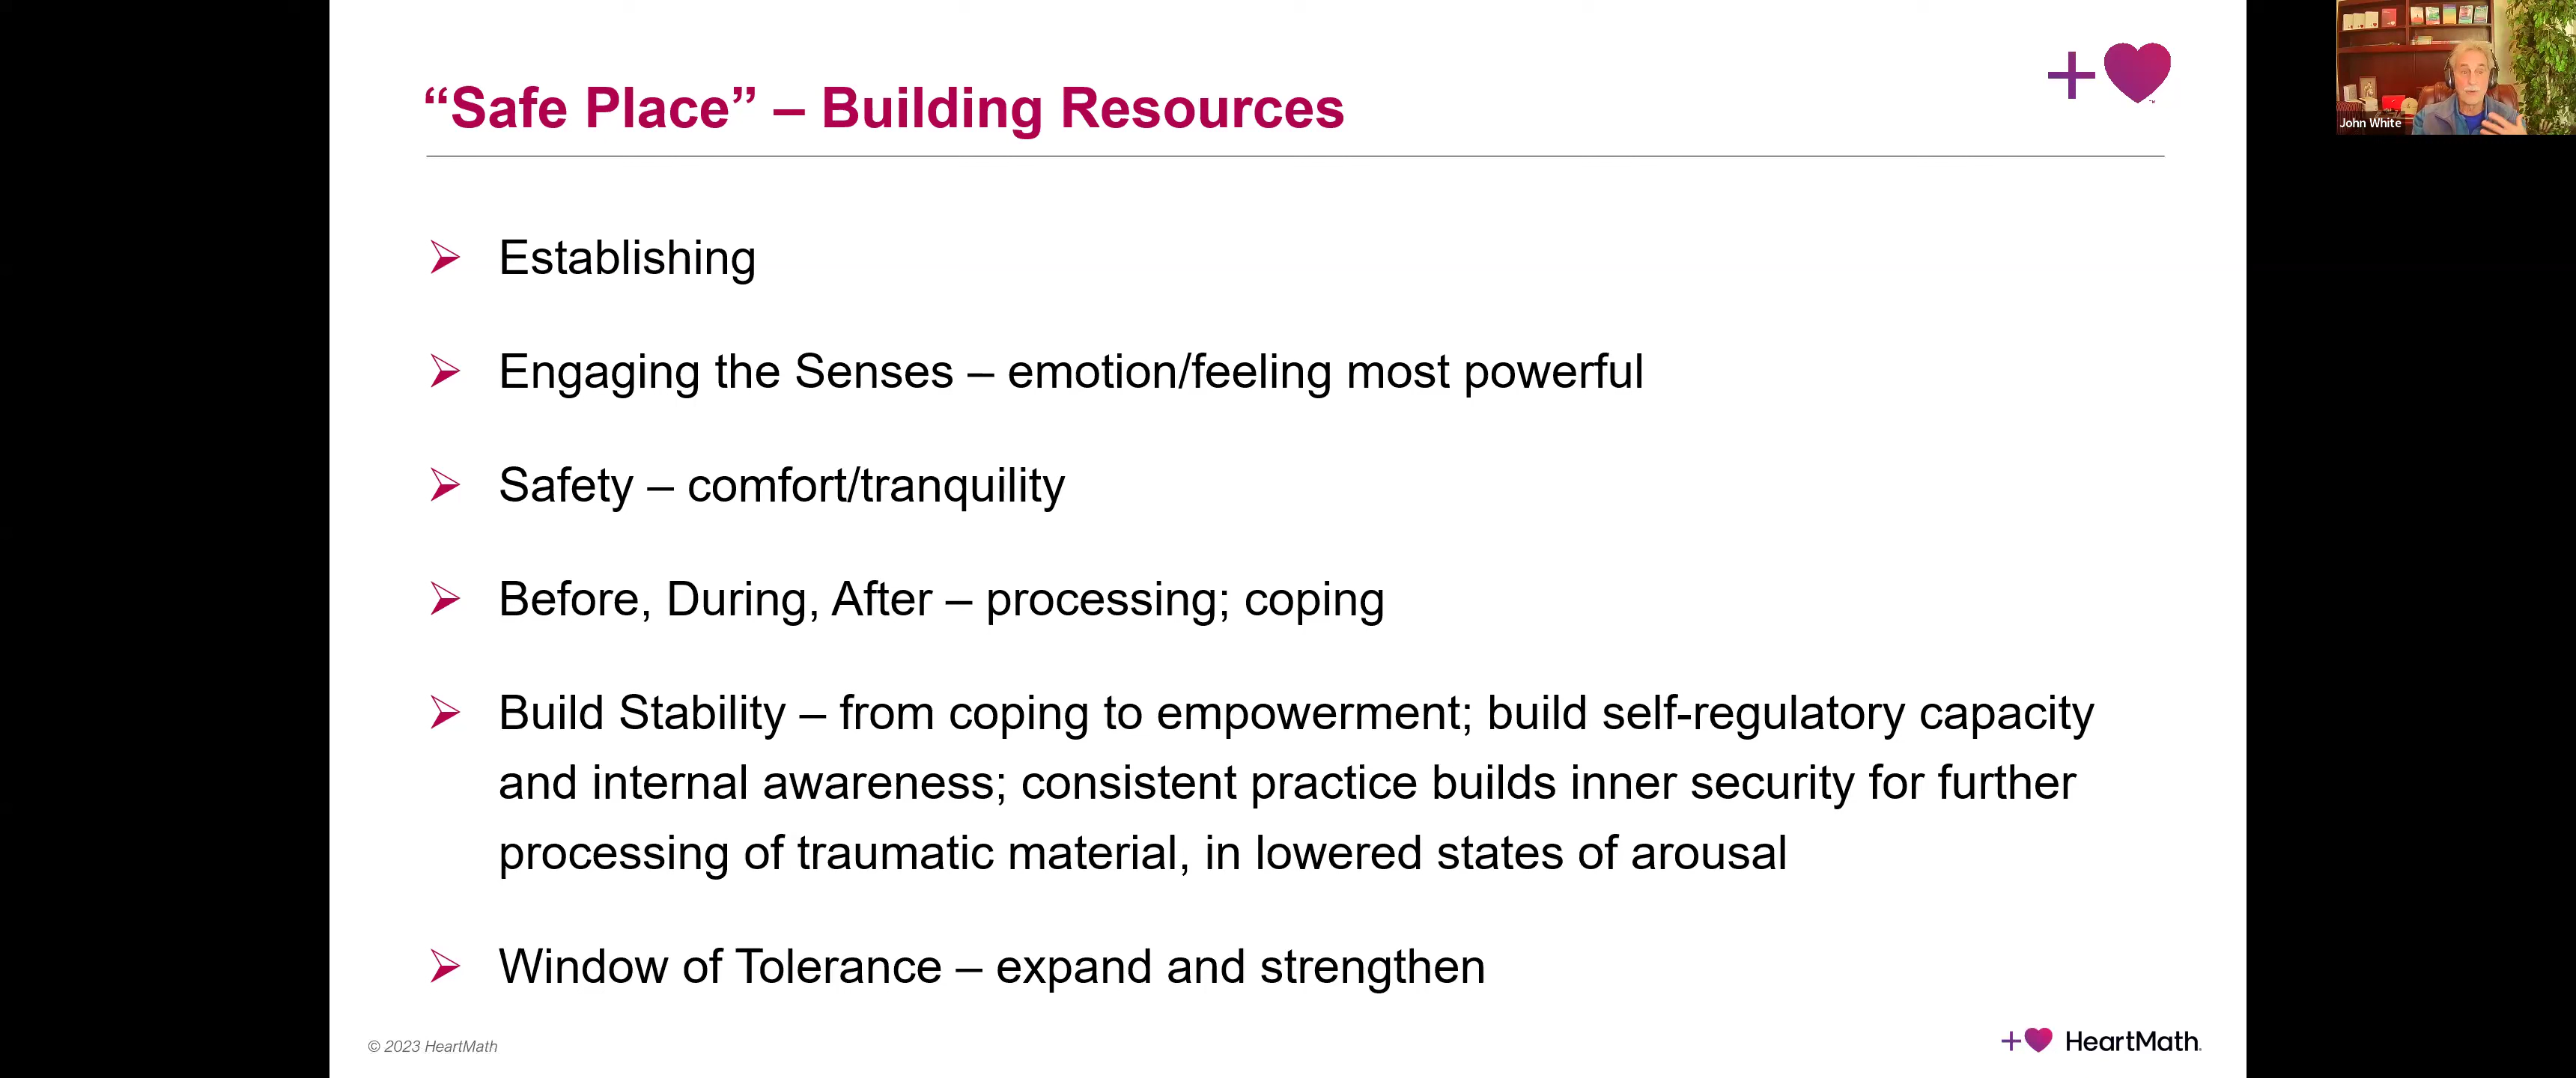 “Safe Place” – Building Resources
John White
Establishing
Engaging the Senses – emotion/feeling most powerful
Safety – comfort/tranquility
Before, During, After – processing; coping
Build Stability – from coping to empowerment; build self-regulatory capacity
and internal awareness; consistent practice builds inner security for further
processing of traumatic material, in lowered states of arousal
Window of Tolerance – expand and strengthen
© 2023 HeartMath
HeartMath